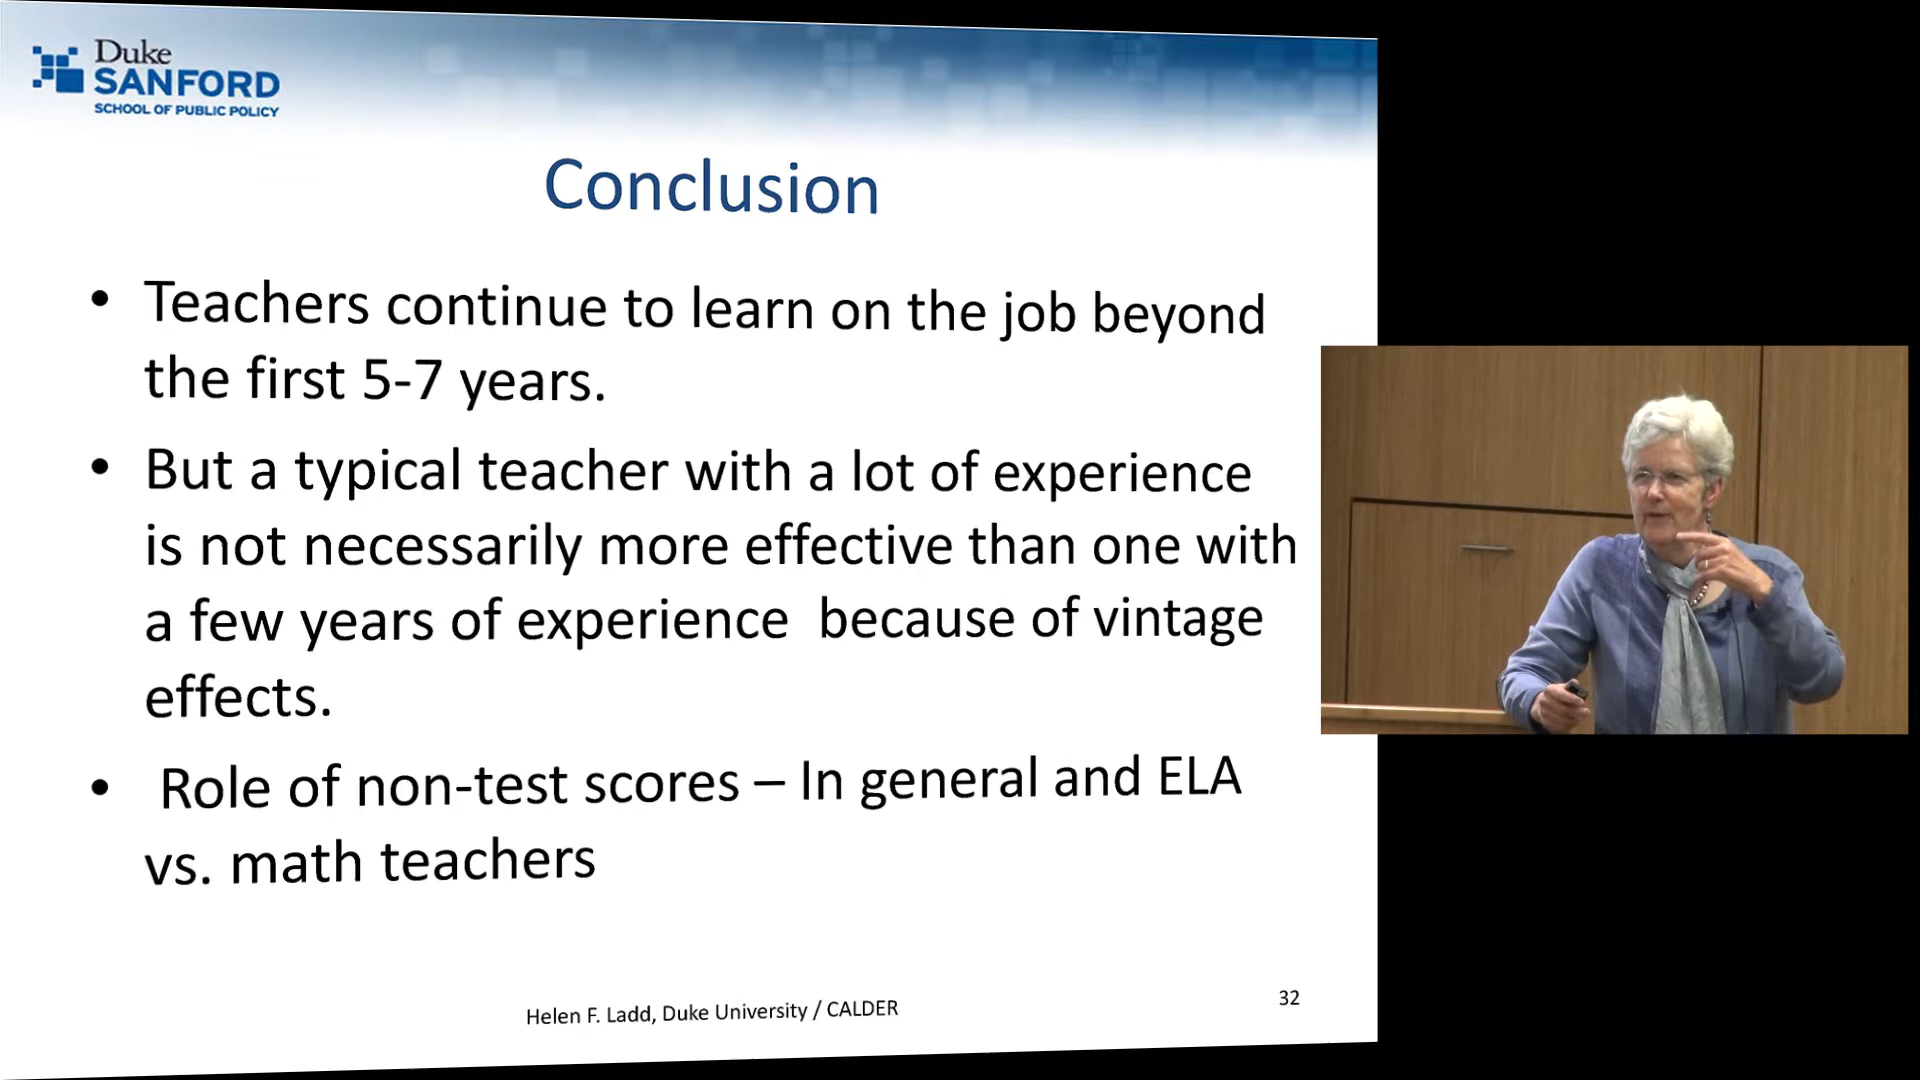 Duke
SANFORD
SCHOOL OF PUBLIC POLICY
Conclusion
• Teachers continue to learn on the job beyond
the first 5-7 years.
• But a typical teacher with a lot of experience
is not necessarily more effective than one with
a few years of experience  because of vintage
effects.
•  Role of non-test scores – In general and ELA
vs. math teachers
Helen F. Ladd, Duke University / CALDER
32